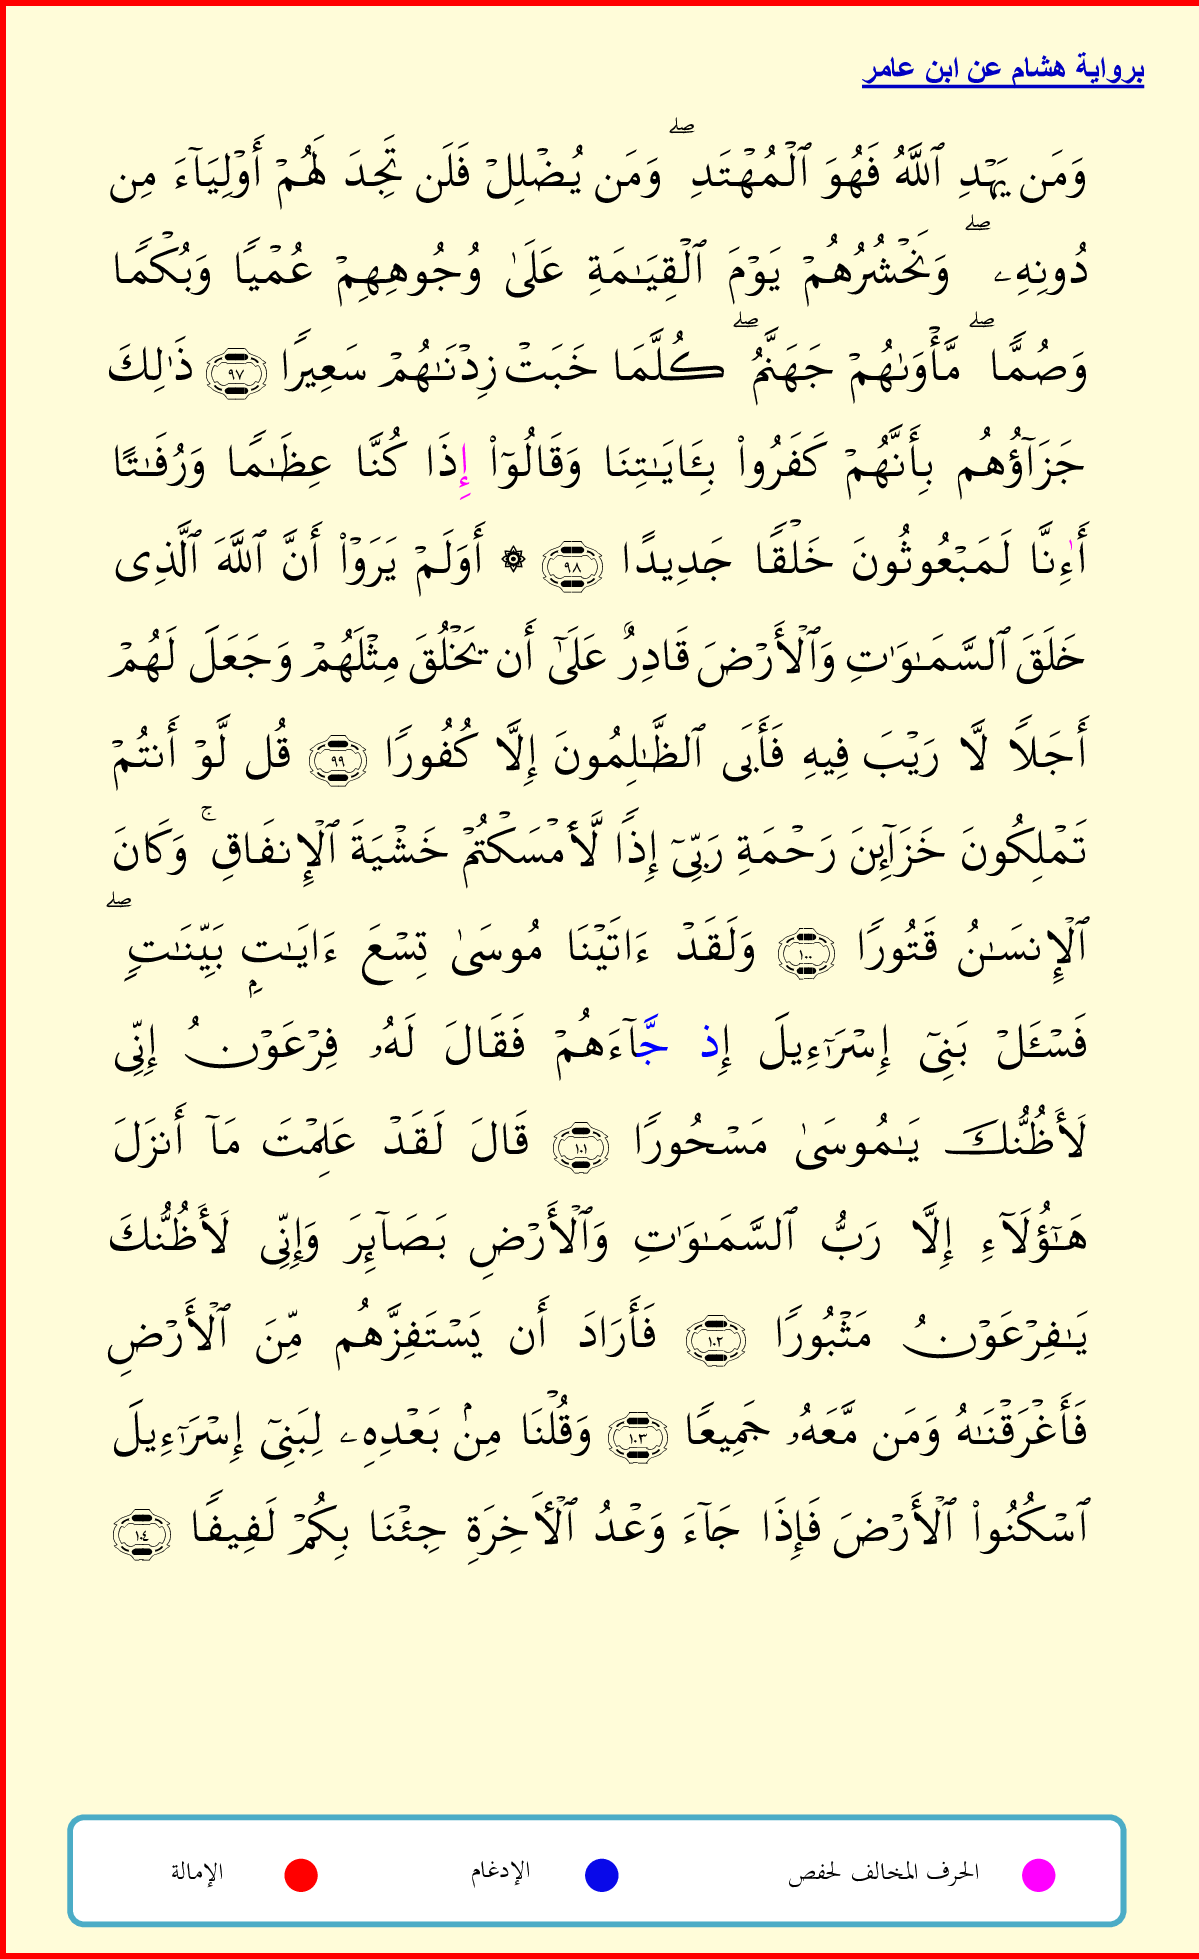 برواية هشام عن ابن عامر
وَمَن يَهۡدِ ٱللَّهُ فَهُوَ ٱلۡمُهۡتَدِۖ وَمَن يُضۡلِلۡ فَلَن تَجِدَ لَهُمۡ أَوۡلِيَآءَ مِن
دُونِهِۦۖ وَنَحۡشُرُهُمۡ يَوۡمَ ٱلۡقِيَٰمَةِ عَلَىٰ وُجُوهِهِمۡ عُمۡيٗا وَبُكۡمٗا
وَصُمّٗاۖ مَّأۡوَىٰهُمۡ جَهَنَّمُۖ كُلَّمَا خَبَتۡ زِدۡنَٰهُمۡ سَعِيرٗا ٩٧ ذَٰلِكَ
جَزَآؤُهُم بِأَنَّهُمۡ كَفَرُواْ بِـَٔايَٰتِنَا وَقَالُوٓاْ إِذَا كُنَّا عِظَٰمٗا وَرُفَٰتًا
أَٰءِنَّا لَمَبۡعُوثُونَ خَلۡقٗا جَدِيدًا ٩٨ ۞ أَوَلَمۡ يَرَوۡاْ أَنَّ ٱللَّهَ ٱلَّذِى
خَلَقَ ٱلسَّمَٰوَٰتِ وَٱلۡأَرۡضَ قَادِرٌ عَلَىٰٓ أَن يَخۡلُقَ مِثۡلَهُمۡ وَجَعَلَ لَهُمۡ
أَجَلٗا لَّا رَيۡبَ فِيهِ فَأَبَى ٱلظَّٰلِمُونَ إِلَّا كُفُورٗا ٩٩ قُل لَّوۡ أَنتُمۡ
تَمۡلِكُونَ خَزَآئِنَ رَحۡمَةِ رَبِّىٓ إِذٗا لَّأَمۡسَكۡتُمۡ خَشۡيَةَ ٱلۡإِنفَاقِۚ وَكَانَ
ٱلۡإِنسَٰنُ قَتُورٗا ١٠٠ وَلَقَدۡ ءَاتَيۡنَا مُوسَىٰ تِسۡعَ ءَايَٰتِۭ بَيِّنَٰتٖۖ
فَسۡـَٔلۡ بَنِىٓ إِسۡرَٰٓءِيلَ إِذ جَّآءَهُمۡ فَقَالَ لَهُۥ فِرۡعَوۡنُ إِنِّى
لَأَظُنُّكَ يَٰمُوسَىٰ مَسۡحُورٗا ١٠١ قَالَ لَقَدۡ عَلِمۡتَ مَآ أَنزَلَ
هَٰٓؤُلَآءِ إِلَّا رَبُّ ٱلسَّمَٰوَٰتِ وَٱلۡأَرۡضِ بَصَآئِرَ وَإِنِّى لَأَظُنُّكَ
يَٰفِرۡعَوۡنُ مَثۡبُورٗا ١٠٢ فَأَرَادَ أَن يَسۡتَفِزَّهُم مِّنَ ٱلۡأَرۡضِ
فَأَغۡرَقۡنَٰهُ وَمَن مَّعَهُۥ جَمِيعٗا ١٠٣ وَقُلۡنَا مِنۢ بَعۡدِهِۦ لِبَنِىٓ إِسۡرَٰٓءِيلَ
ٱسۡكُنُواْ ٱلۡأَرۡضَ فَإِذَا جَآءَ وَعۡدُ ٱلۡأَخِرَةِ جِئۡنَا بِكُمۡ لَفِيفٗا ١٠٤
الحرف المخالف لحفص الإدغام الإمالة